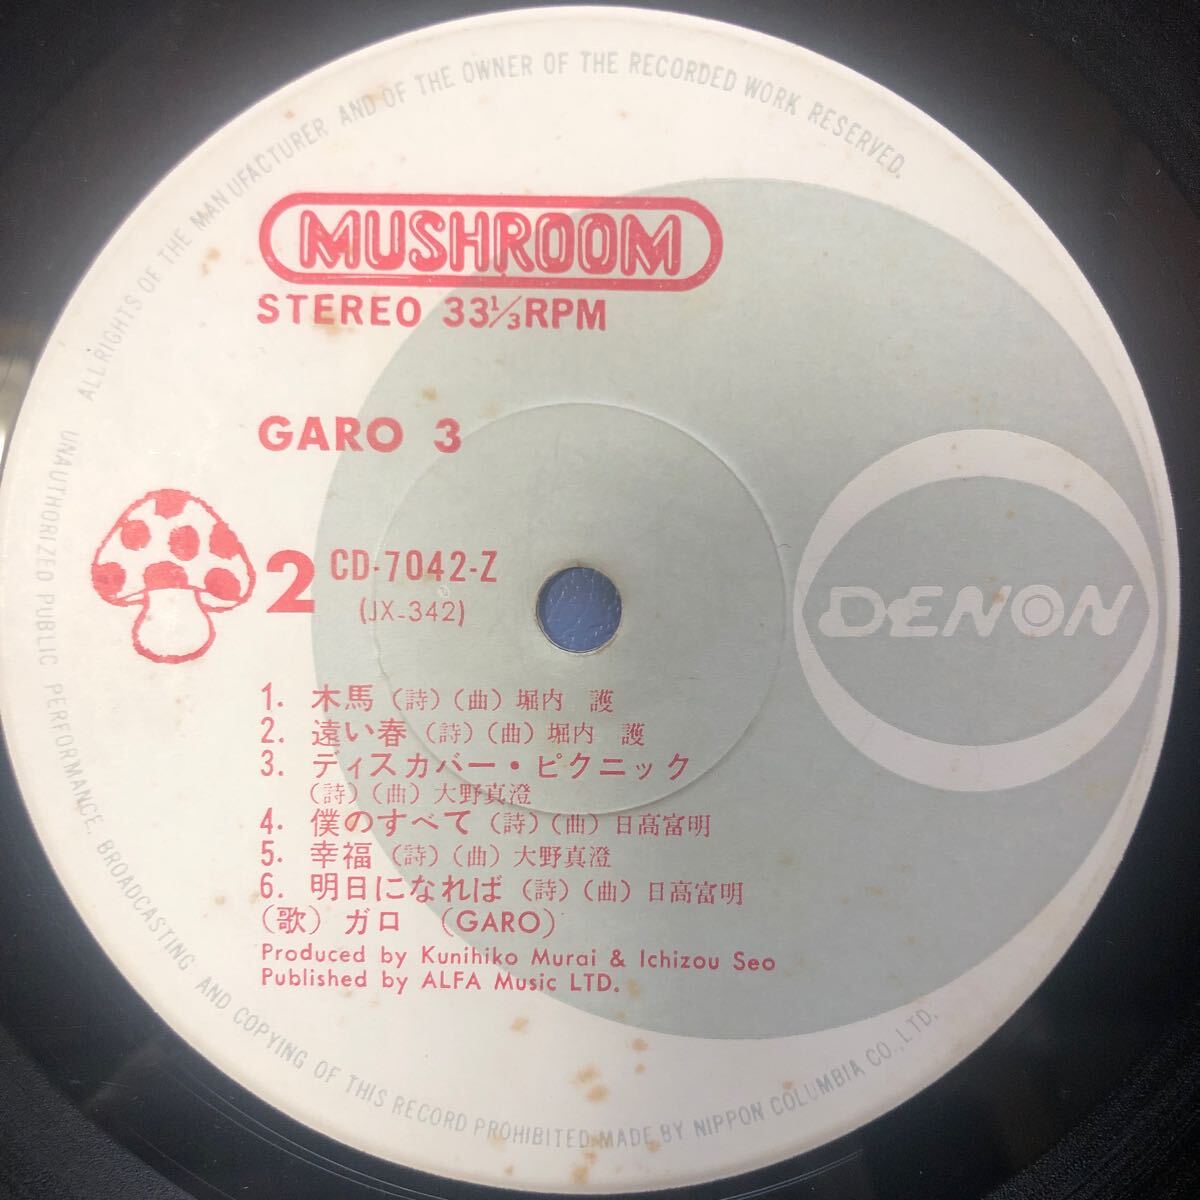 ALL RIGHTS OF THE MANUFACTURER AND OF THE OWNER OF THE RECORDED WORK RESERVED.
MUSHROOM
STEREO 33⅓RPM
GARO 3
2
CD-7042-Z
(JX-342)
DENON
1. 木馬 (詩)(曲)堀内 護
2. 遠い春 (詩)(曲)堀内 護
3. ディスカバー・ピクニック
(詩)(曲)大野真澄
4. 僕のすべて (詩)(曲)日高富明
5. 幸福 (詩)(曲)大野真澄
6. 明日になれば (詩)(曲)日高富明
(歌) ガロ (GARO)
Produced by Kunihiko Murai & Ichizou Seo
Published by ALFA Music LTD.
UNAUTHORIZED PUBLIC PERFORMANCE, BROADCASTING AND COPYING OF THIS RECORD PROHIBITED MADE BY NIPPON COLUMBIA CO., LTD.